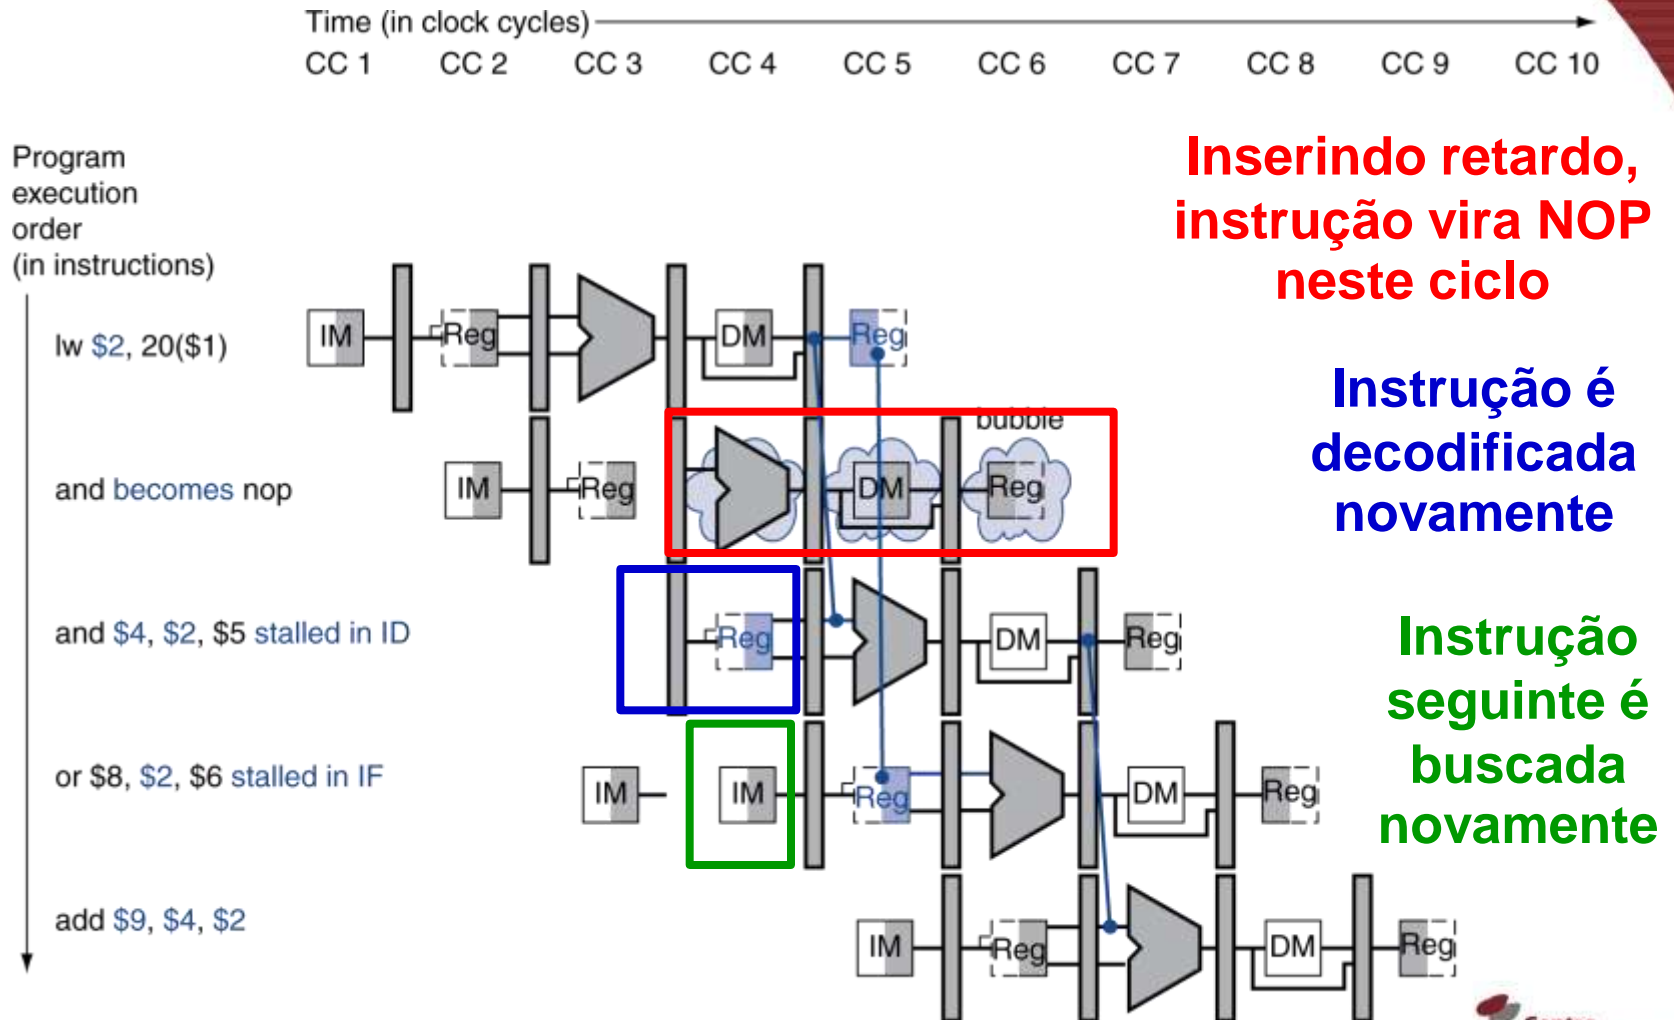 Time (in clock cycles)
CC 1 CC 2 CC 3 CC 4 CC 5 CC 6 CC 7 CC 8 CC 9 CC 10
Program
execution
order
(in instructions)
Inserindo retardo,
instrução vira NOP
neste ciclo
lw $2, 20($1)
IM Reg DM Reg
Instrução é
decodificada
novamente
bubble
and becomes nop
IM Reg DM Reg
and $4, $2, $5 stalled in ID
Reg DM Reg
Instrução
seguinte é
buscada
novamente
or $8, $2, $6 stalled in IF
IM IM Reg DM Reg
add $9, $4, $2
IM Reg DM Reg